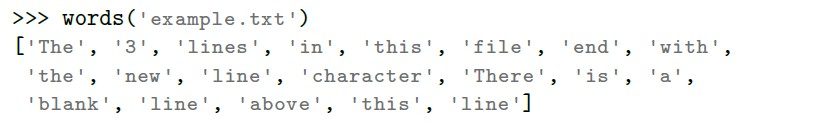 >>> words('example.txt')
['The', '3', 'lines', 'in', 'this', 'file', 'end', 'with',
'the', 'new', 'line', 'character', 'There', 'is', 'a',
'blank', 'line', 'above', 'this', 'line']